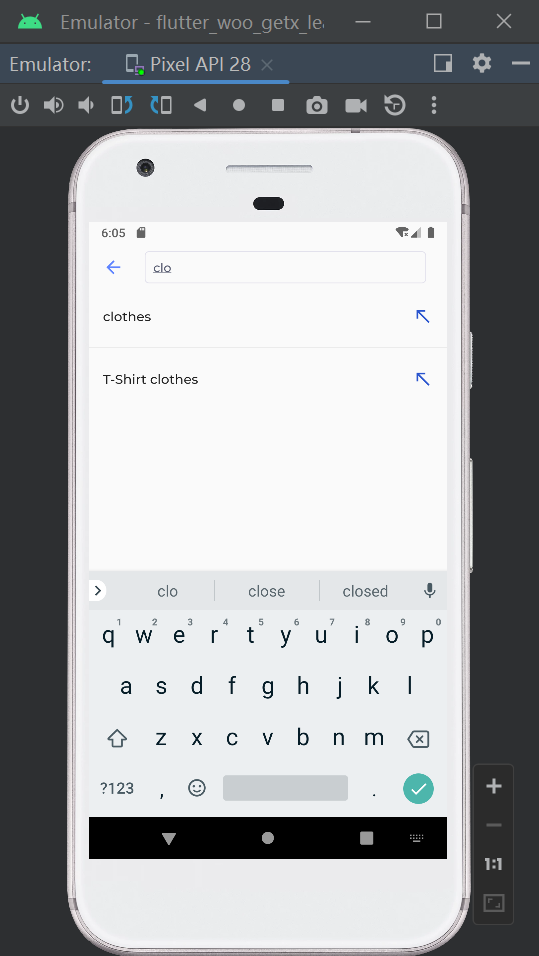 Emulator - flutter_woo_getx_le
Emulator: Pixel API 28
6:05
clo
clothes
T-Shirt clothes
clo close closed
1 2 3 4 5 6 7 8 9 0
q w e r t y u i o p
a s d f g h j k l
z x c v b n m
?123 , .
1:1